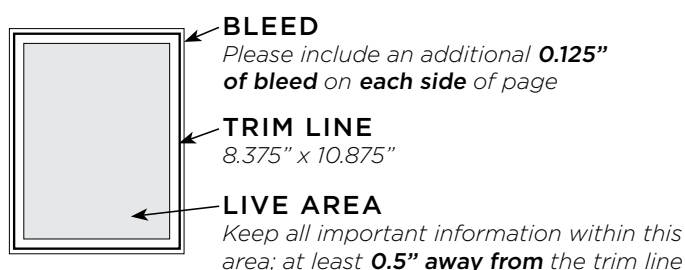 BLEED
Please include an additional 0.125”
of bleed on each side of page
TRIM LINE
8.375” x 10.875”
LIVE AREA
Keep all important information within this
area; at least 0.5” away from the trim line